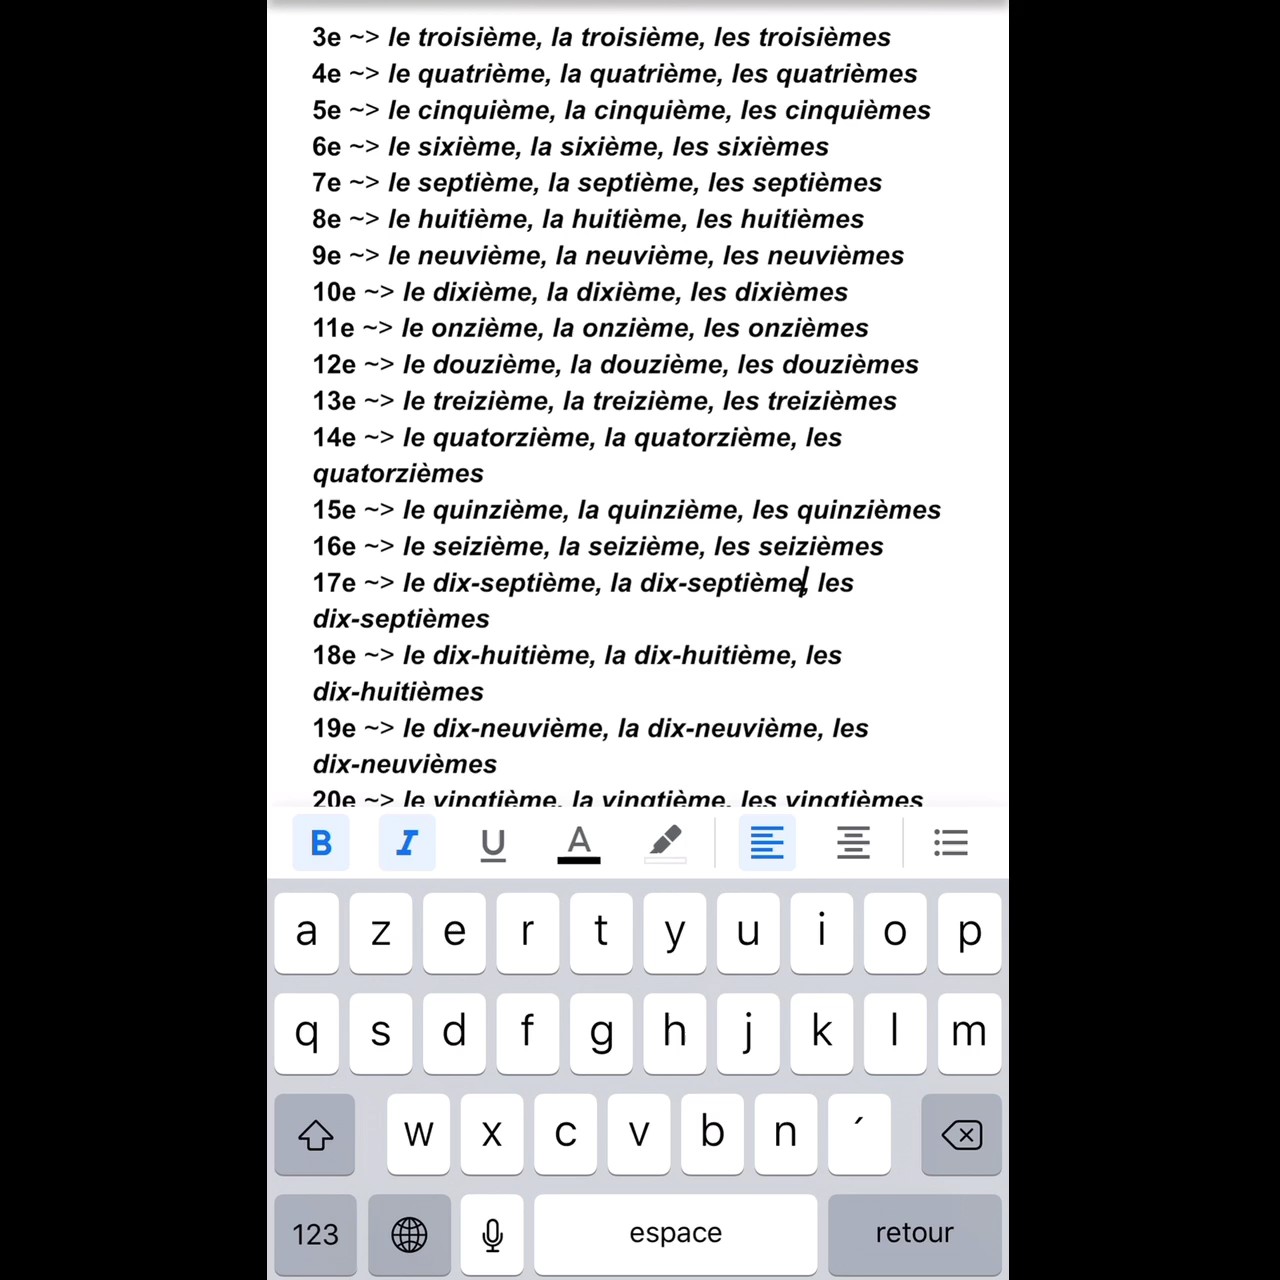 3e ~> le troisième, la troisième, les troisièmes
4e ~> le quatrième, la quatrième, les quatrièmes
5e ~> le cinquième, la cinquième, les cinquièmes
6e ~> le sixième, la sixième, les sixièmes
7e ~> le septième, la septième, les septièmes
8e ~> le huitième, la huitième, les huitièmes
9e ~> le neuvième, la neuvième, les neuvièmes
10e ~> le dixième, la dixième, les dixièmes
11e ~> le onzième, la onzième, les onzièmes
12e ~> le douzième, la douzième, les douzièmes
13e ~> le treizième, la treizième, les treizièmes
14e ~> le quatorzième, la quatorzième, les
quatorzièmes
15e ~> le quinzième, la quinzième, les quinzièmes
16e ~> le seizième, la seizième, les seizièmes
17e ~> le dix-septième, la dix-septième, les
dix-septièmes
18e ~> le dix-huitième, la dix-huitième, les
dix-huitièmes
19e ~> le dix-neuvième, la dix-neuvième, les
dix-neuvièmes
20e ~> le vingtième, la vingtième, les vingtièmes
B I U A
a z e r t y u i o p
q s d f g h j k l m
w x c v b n ´
123 espace retour